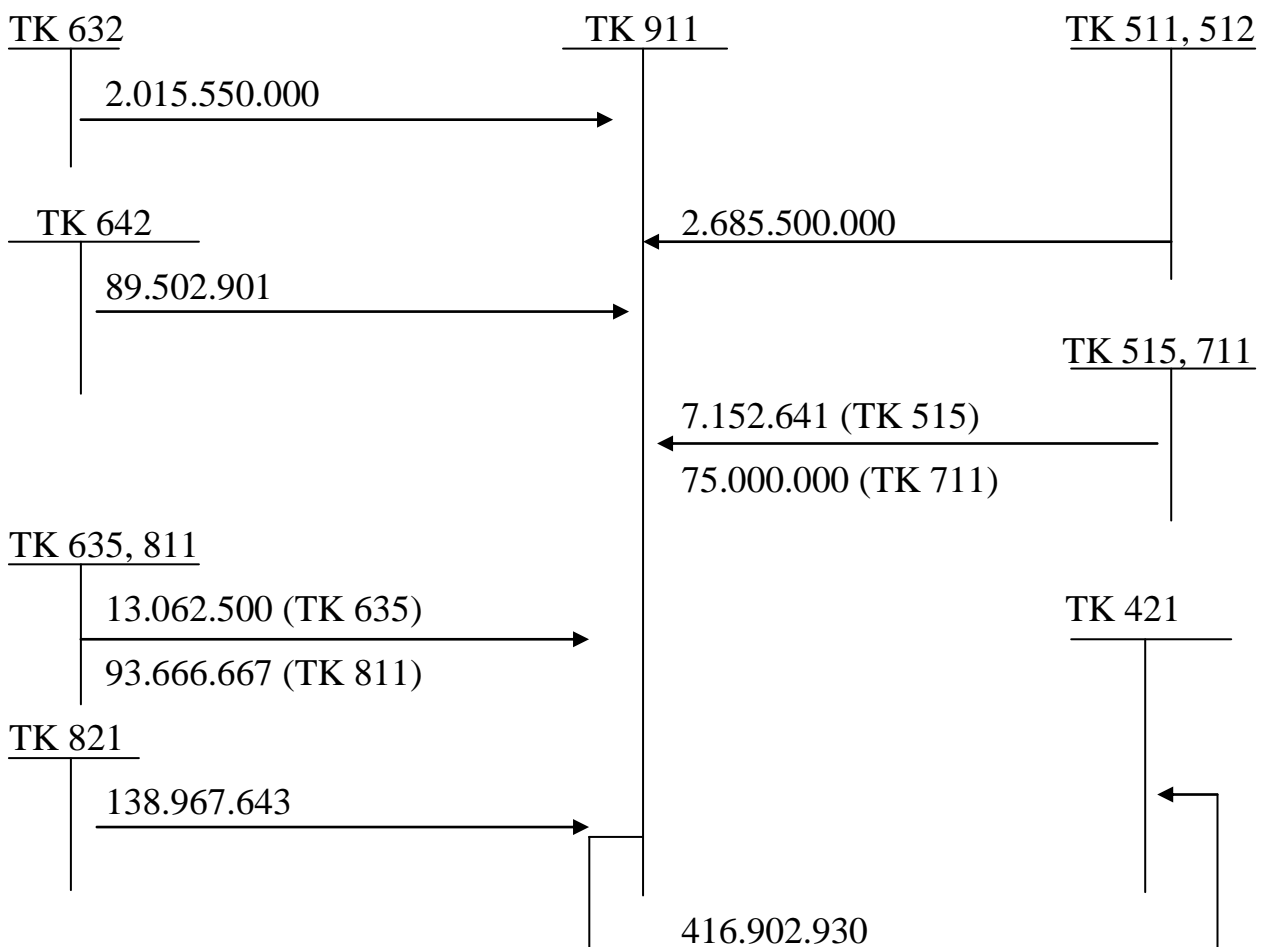 TK 632
TK 911
TK 511, 512
2.015.550.000
TK 642
2.685.500.000
89.502.901
TK 515, 711
7.152.641 (TK 515)
75.000.000 (TK 711)
TK 635, 811
13.062.500 (TK 635)
TK 421
93.666.667 (TK 811)
TK 821
138.967.643
416.902.930